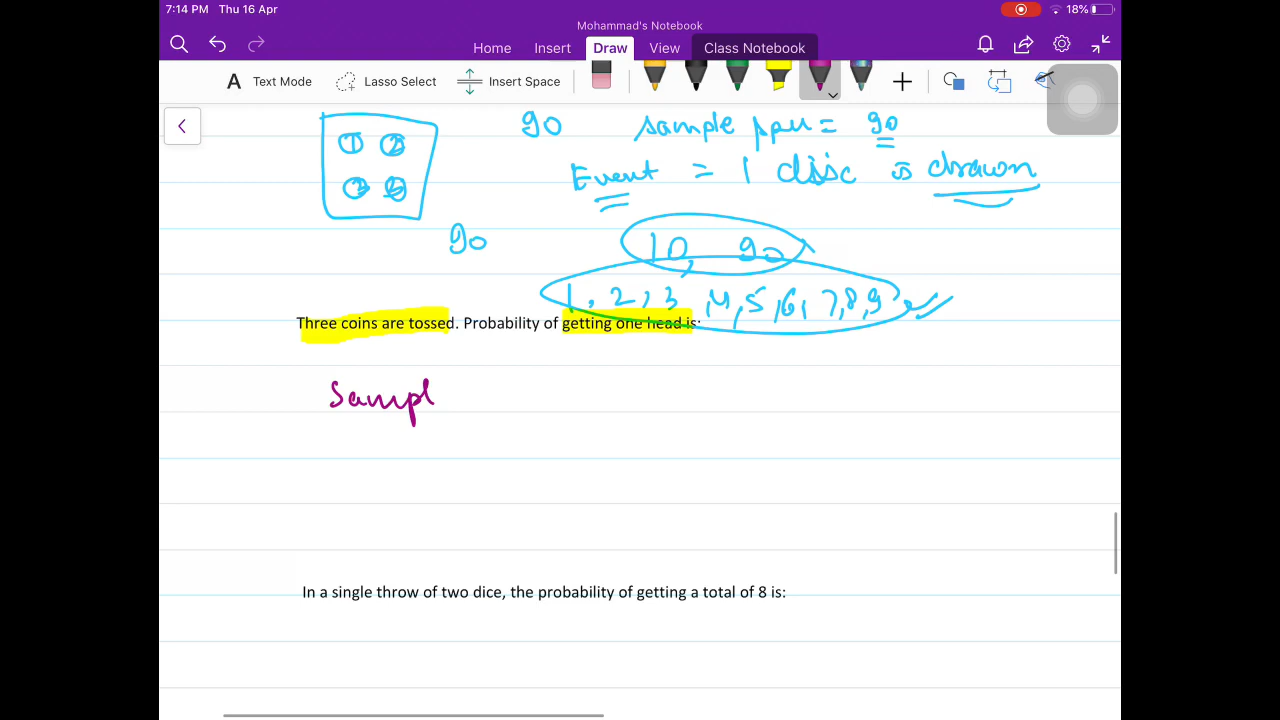 7:14 PM Thu 16 Apr
18%
Mohammad's Notebook
Home Insert Draw View Class Notebook
A Text Mode Lasso Select Insert Space
① ②
90 sample
= 90
Event = 1 disc is drawn
90
10, 90
1, 2, 3, 4, 5, 6, 7, 8, 9
Three coins are tossed. Probability of getting one head is:
Sampl
In a single throw of two dice, the probability of getting a total of 8 is: